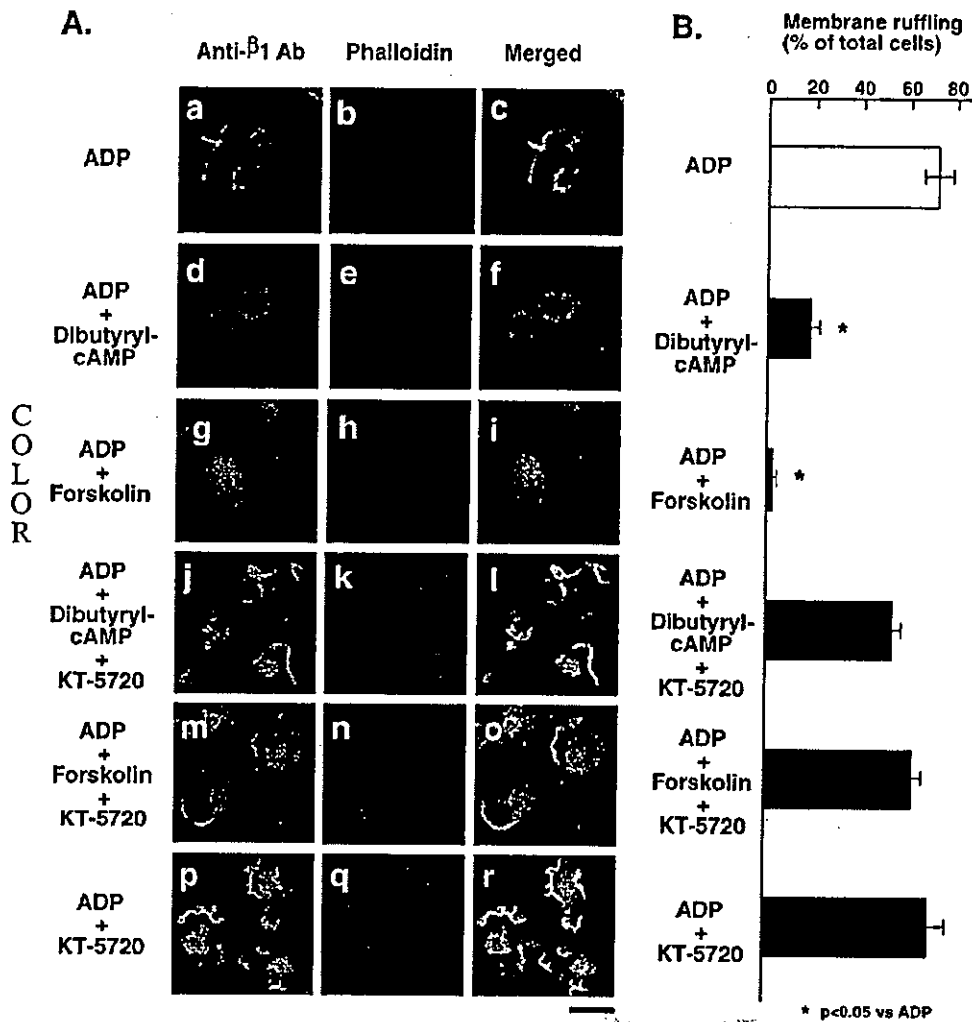 A.
Anti-β1 Ab Phalloidin Merged
ADP
a b c
ADP
+
Dibutyryl-
cAMP
d e f
ADP
+
Forskolin
g h i
ADP
+
Dibutyryl-
cAMP
+
KT-5720
j k l
ADP
+
Forskolin
+
KT-5720
m n o
ADP
+
KT-5720
p q r
COLOR
B.
Membrane ruffling
(% of total cells)
0 20 40 60 80
ADP
ADP
+
Dibutyryl-
cAMP
*
ADP
+
Forskolin
*
ADP
+
Dibutyryl-
cAMP
+
KT-5720
ADP
+
Forskolin
+
KT-5720
ADP
+
KT-5720
* p<0.05 vs ADP